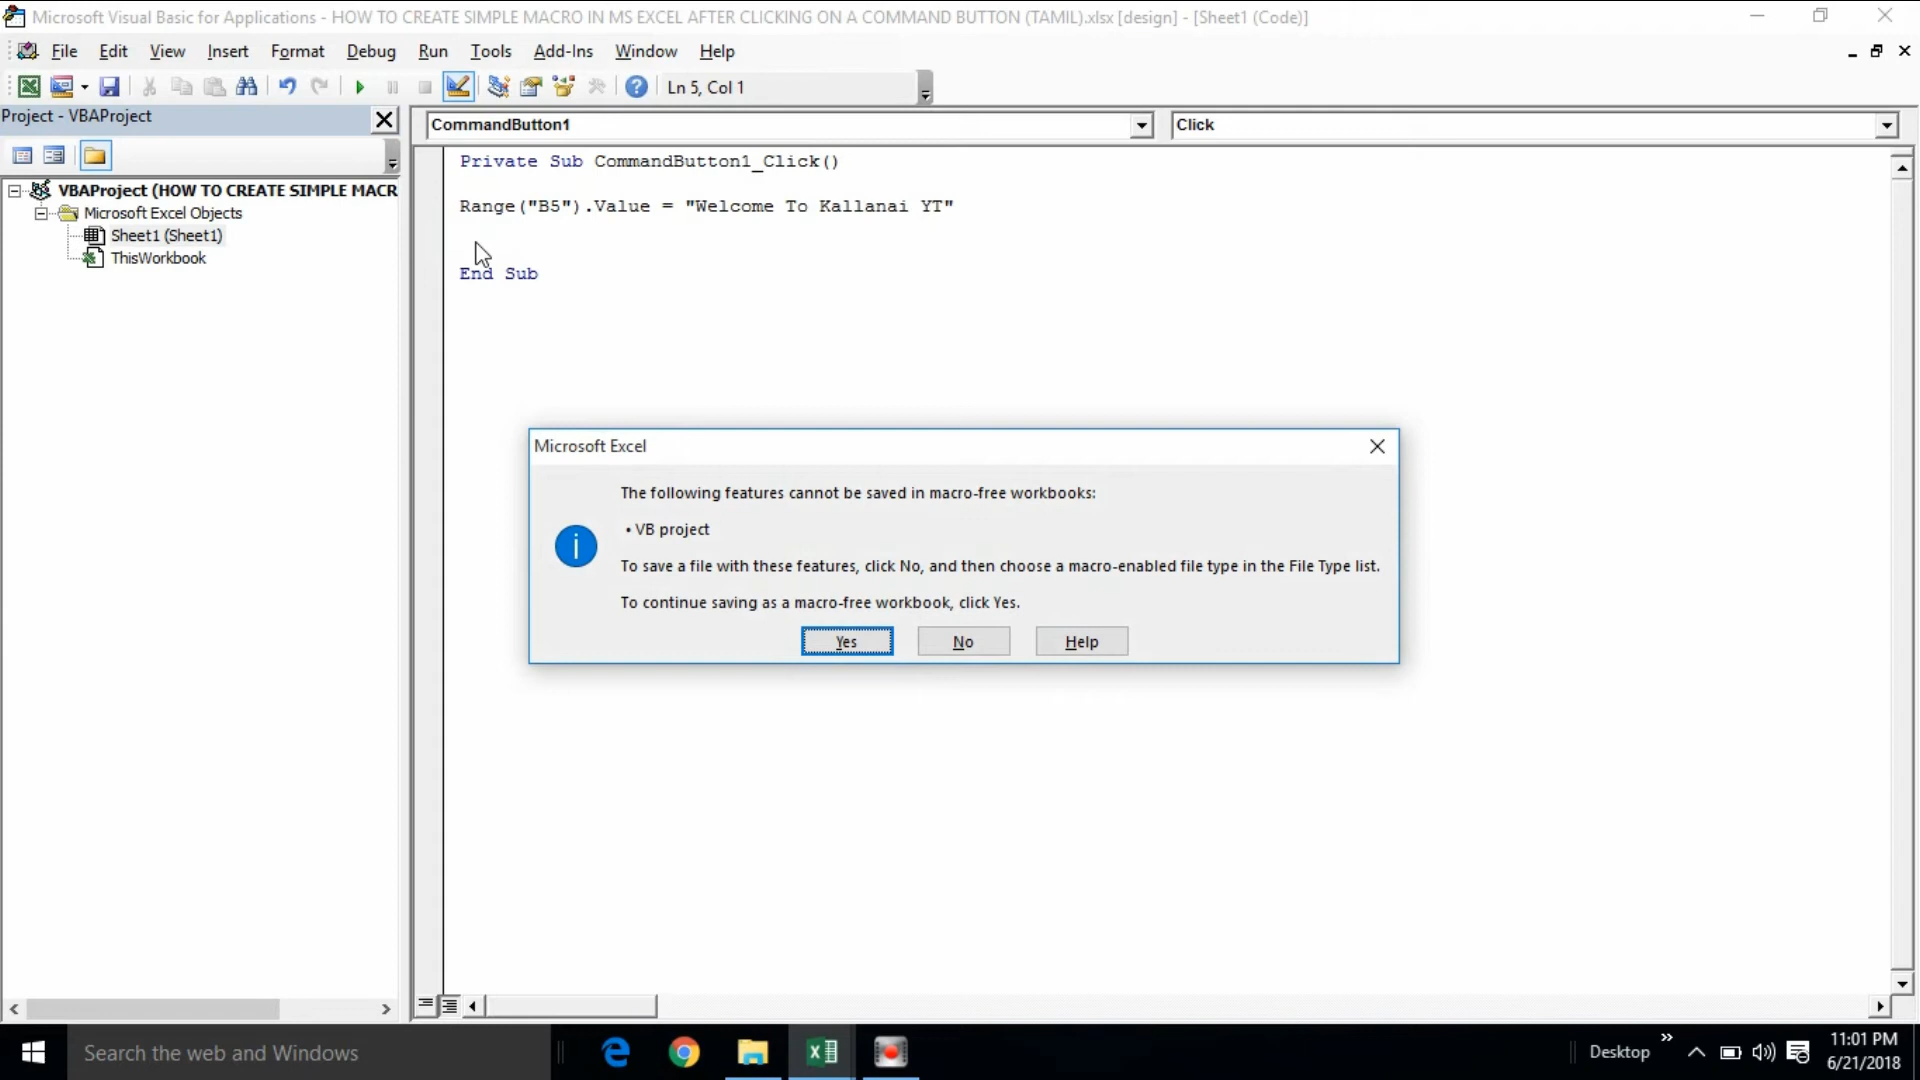 Microsoft Visual Basic for Applications - HOW TO CREATE SIMPLE MACRO IN MS EXCEL AFTER CLICKING ON A COMMAND BUTTON (TAMIL).xlsx [design] - [Sheet1 (Code)]
File Edit View Insert Format Debug Run Tools Add-Ins Window Help
Ln 5, Col 1
Project - VBAProject
CommandButton1
Click
VBAProject (HOW TO CREATE SIMPLE MACR
Microsoft Excel Objects
Sheet1 (Sheet1)
ThisWorkbook
Private Sub CommandButton1_Click()
Range("B5").Value = "Welcome To Kallanai YT"
End Sub
Microsoft Excel
The following features cannot be saved in macro-free workbooks:
• VB project
To save a file with these features, click No, and then choose a macro-enabled file type in the File Type list.
To continue saving as a macro-free workbook, click Yes.
Yes No Help
Search the web and Windows
Desktop
11:01 PM
6/21/2018